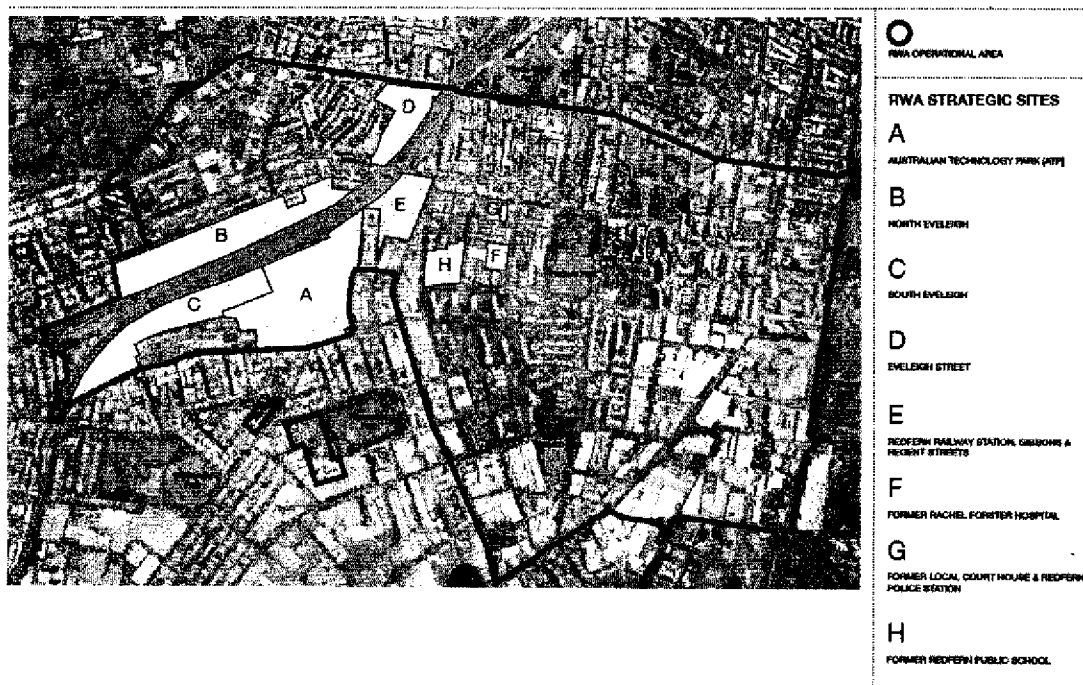 RWA OPERATIONAL AREA
RWA STRATEGIC SITES
A
AUSTRALIAN TECHNOLOGY PARK (ATP)
B
NORTH EVELEIGH
C
SOUTH EVELEIGH
D
EVELEIGH STREET
E
REDFERN RAILWAY STATION, GIBBONS &
REGENT STREETS
F
FORMER RACHEL FORSTER HOSPITAL
G
FORMER LOCAL COURT HOUSE & REDFERN
POLICE STATION
H
FORMER REDFERN PUBLIC SCHOOL
D
E
G
B
H
F
C
A